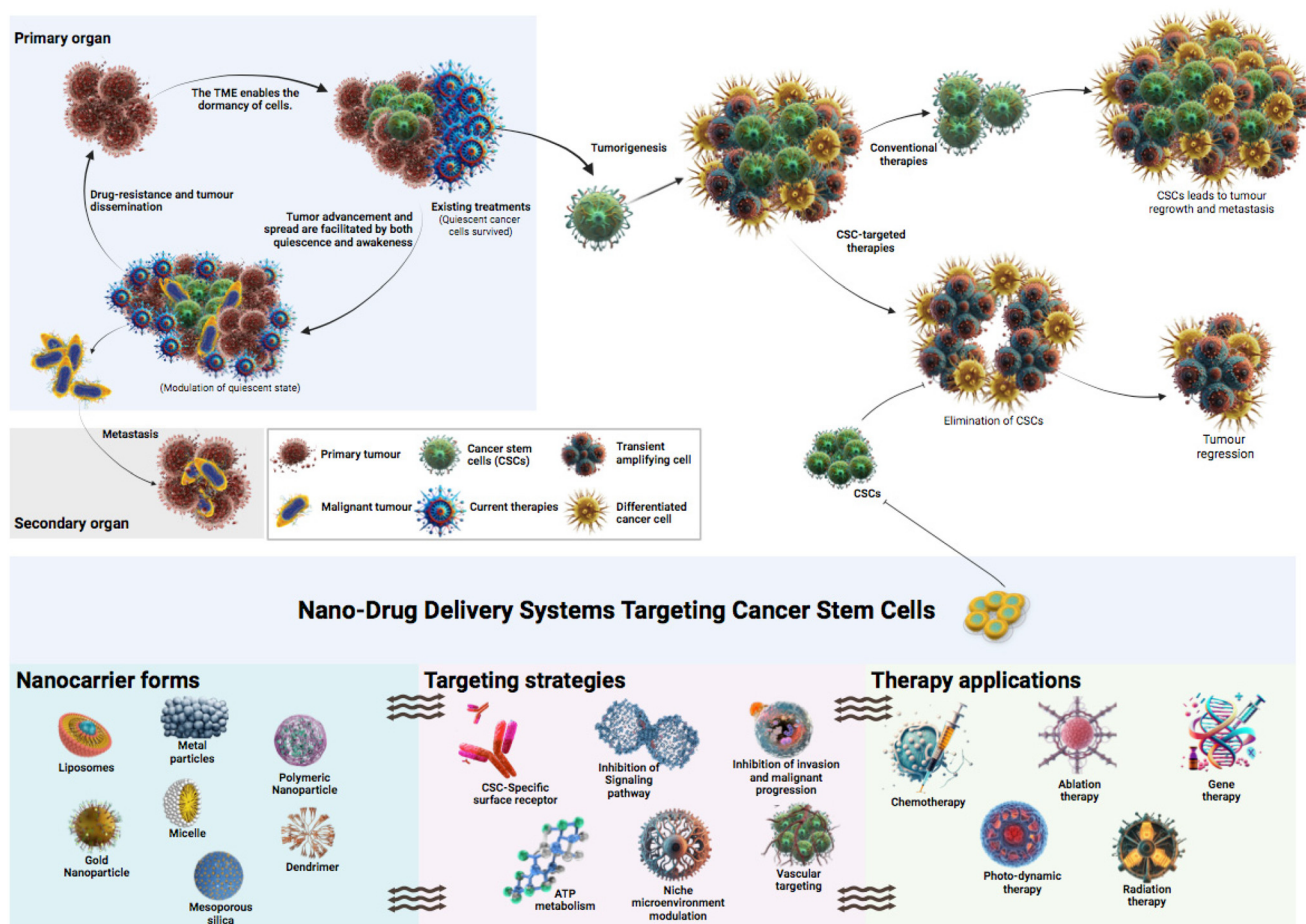 Primary organ
The TME enables the
dormancy of cells.
Drug-resistance and tumour
dissemination
Tumor advancement and
spread are facilitated by both
quiescence and awakeness
Existing treatments
(Quiescent cancer
cells survived)
(Modulation of quiescent state)
Tumorigenesis
Conventional
therapies
CSCs leads to tumour
regrowth and metastasis
CSC-targeted
therapies
Elimination of CSCs
Tumour
regression
CSCs
Metastasis
Secondary organ
Primary tumour
Cancer stem
cells (CSCs)
Transient
amplifying cell
Malignant tumour
Current therapies
Differentiated
cancer cell
Nano-Drug Delivery Systems Targeting Cancer Stem Cells
Nanocarrier forms
Liposomes
Metal
particles
Polymeric
Nanoparticle
Micelle
Gold
Nanoparticle
Dendrimer
Mesoporous
silica
Targeting strategies
CSC-Specific
surface receptor
Inhibition of
Signaling
pathway
Inhibition of invasion
and malignant
progression
ATP
metabolism
Niche
microenvironment
modulation
Vascular
targeting
Therapy applications
Chemotherapy
Ablation
therapy
Gene
therapy
Photo-dynamic
therapy
Radiation
therapy